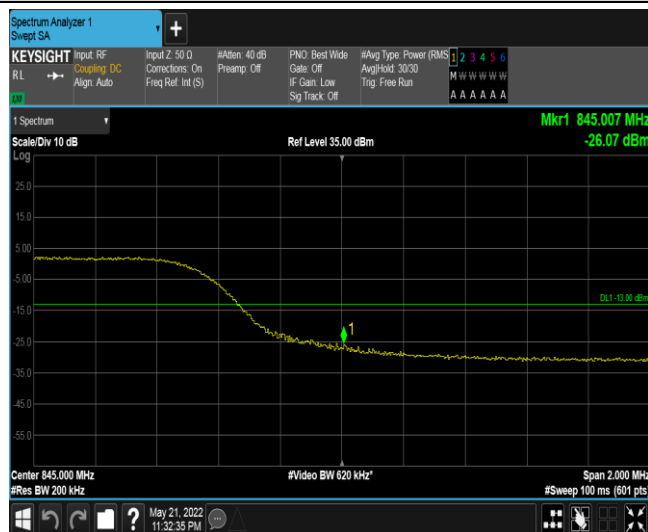 Spectrum Analyzer 1
Swept SA
+
KEYSIGHT
RL
LXI
Input: RF
Coupling: DC
Align: Auto
Input Z: 50 Ω
Corrections: On
Freq Ref: Int (S)
#Atten: 40 dB
Preamp: Off
PNO: Best Wide
Gate: Off
IF Gain: Low
Sig Track: Off
#Avg Type: Power (RMS
Avg|Hold: 30/30
Trig: Free Run
1 2 3 4 5 6
M W W W W W
A A A A A A
1 Spectrum
Scale/Div 10 dB
Ref Level 35.00 dBm
Mkr1 845.007 MHz
-26.07 dBm
Log
25.0
15.0
5.00
-5.00
DL1 -13.00 dBm
-15.0
1
-25.0
-35.0
-45.0
-55.0
Center 845.000 MHz
#Video BW 620 kHz*
Span 2.000 MHz
#Res BW 200 kHz
#Sweep 100 ms (601 pts)
?
May 21, 2022
11:32:35 PM